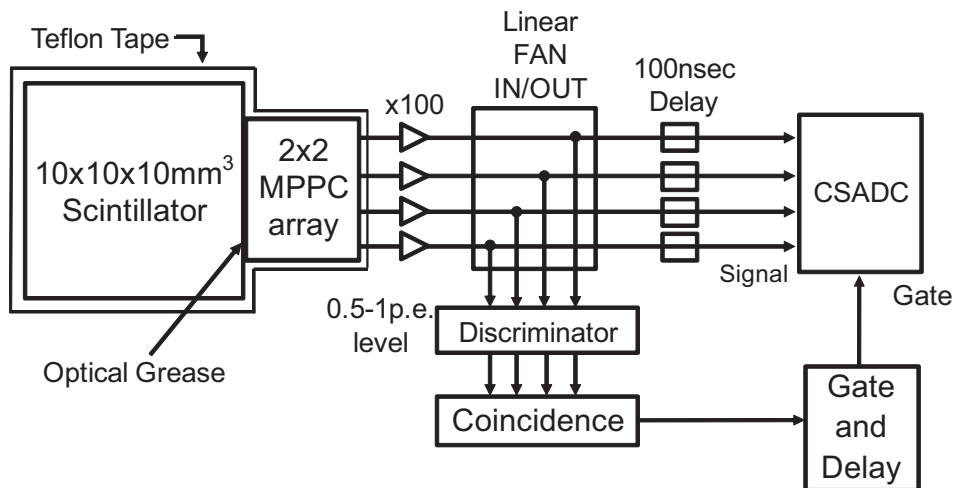 Teflon Tape
Linear
FAN
IN/OUT
100nsec
Delay
x100
10x10x10mm³
Scintillator
2x2
MPPC
array
CSADC
Signal
Gate
0.5-1p.e.
level
Discriminator
Optical Grease
Coincidence
Gate
and
Delay